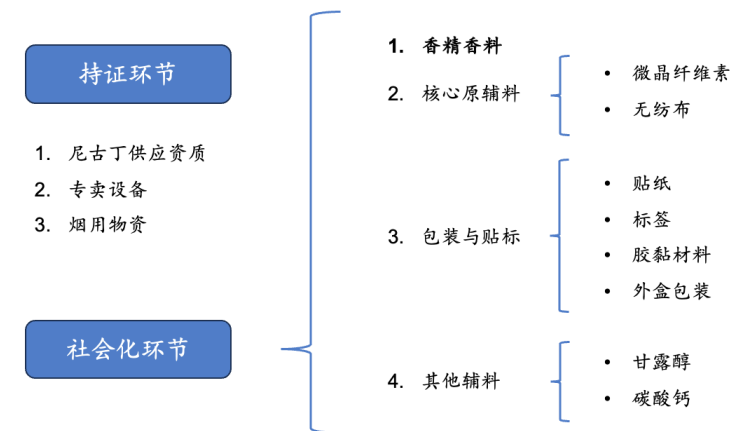 持证环节
1. 尼古丁供应资质
2. 专卖设备
3. 烟用物资
社会化环节
1. 香精香料
2. 核心原辅料
• 微晶纤维素
• 无纺布
3. 包装与贴标
• 贴纸
• 标签
• 胶黏材料
• 外盒包装
4. 其他辅料
• 甘露醇
• 碳酸钙